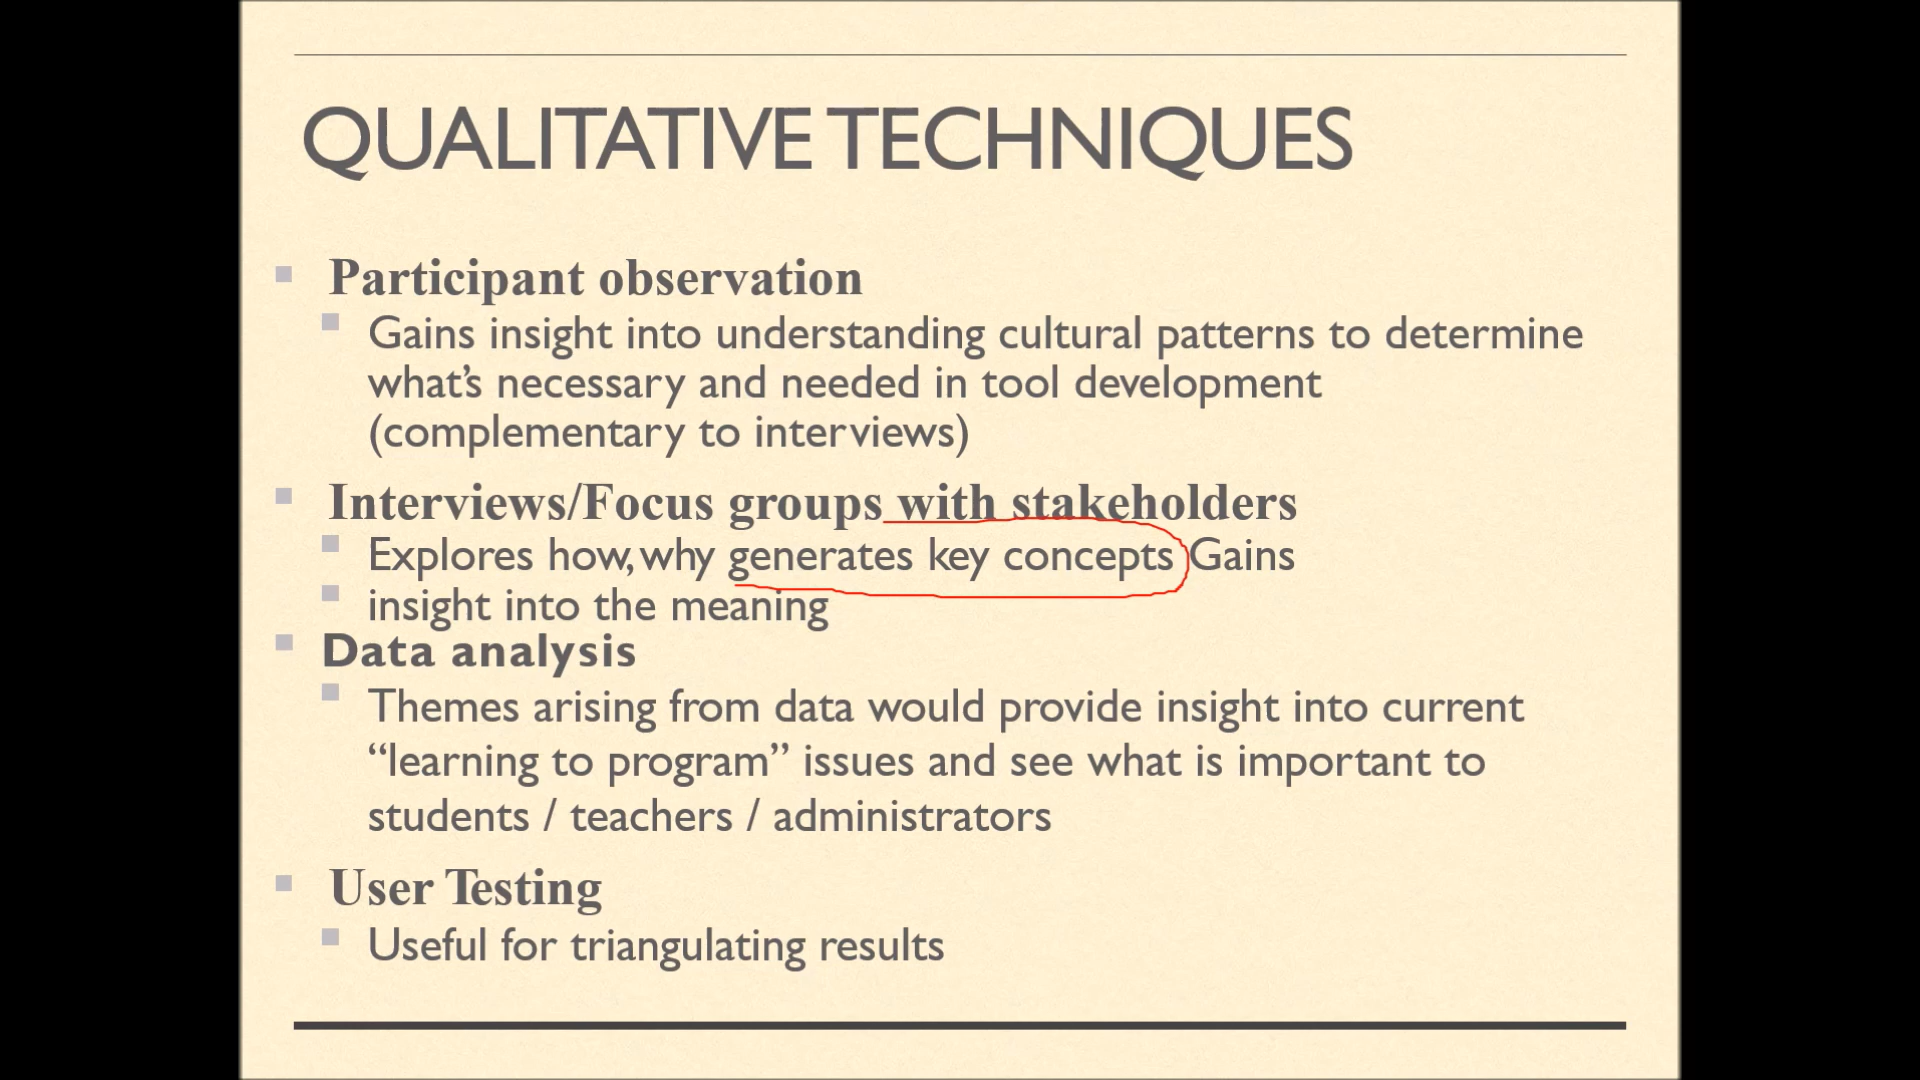 QUALITATIVE TECHNIQUES
Participant observation
Gains insight into understanding cultural patterns to determine
what’s necessary and needed in tool development
(complementary to interviews)
Interviews/Focus groups with stakeholders
Explores how, why generates key concepts Gains
insight into the meaning
Data analysis
Themes arising from data would provide insight into current
“learning to program” issues and see what is important to
students / teachers / administrators
User Testing
Useful for triangulating results